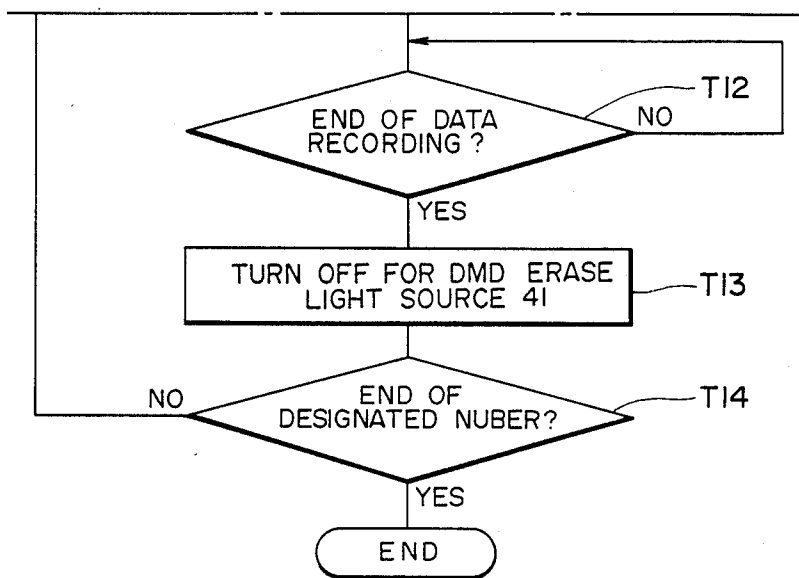 END OF DATA
RECORDING?
T12
NO
YES
TURN OFF FOR DMD ERASE
LIGHT SOURCE 41
T13
NO
END OF
DESIGNATED NUBER?
T14
YES
END